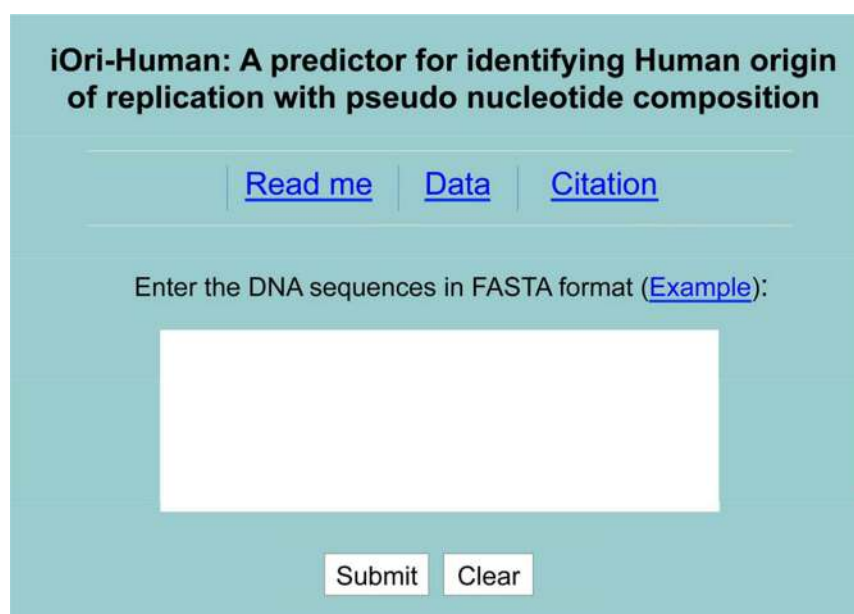 iOri-Human: A predictor for identifying Human origin
of replication with pseudo nucleotide composition
Read me Data Citation
Enter the DNA sequences in FASTA format (Example):
Submit Clear